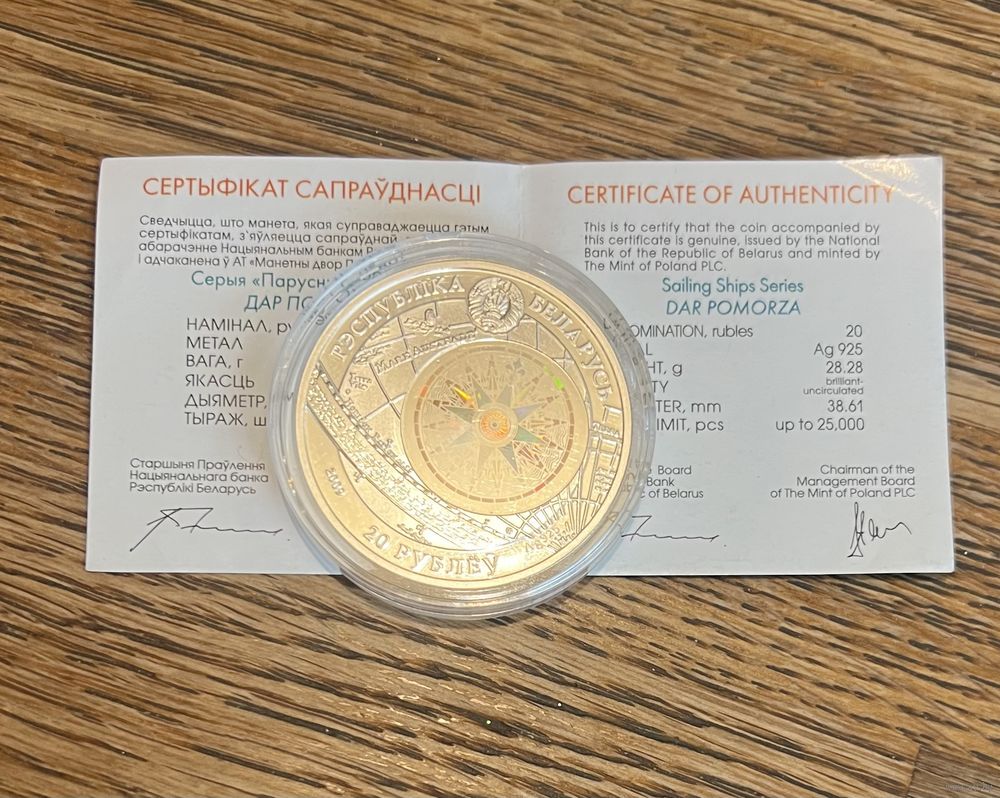 СЕРТЫФІКАТ САПРАЎДНАСЦІ
Сведчыцца, што манета, якая суправаджаецца гэтым
сертыфікатам, з'яўляецца сапраўднай,
абарачэнне Нацыянальным банкам
і адчаканена ў АТ «Манетны двор
Серыя
ДАР
НАМІНАЛ,
МЕТАЛ
ВАГА, г
ЯКАСЦЬ
ДЫЯМЕТР,
ТЫРАЖ,
Старшыня Праўлення
Нацыянальнага банка
Рэспублікі Беларусь
CERTIFICATE OF AUTHENTICITY
This is to certify that the coin accompanied by
this certificate is genuine, issued by the National
Bank of the Republic of Belarus and minted by
The Mint of Poland PLC.
Sailing Ships Series
DAR POMORZA
rubles 20
Ag 925
g 28.28
brilliant-
uncirculated
mm 38.61
pcs up to 25,000
Board
Bank
of Belarus
Chairman of the
Management Board
of The Mint of Poland PLC
РЭСПУБЛІКА БЕЛАРУСЬ
2009
20 РУБЛЁЎ